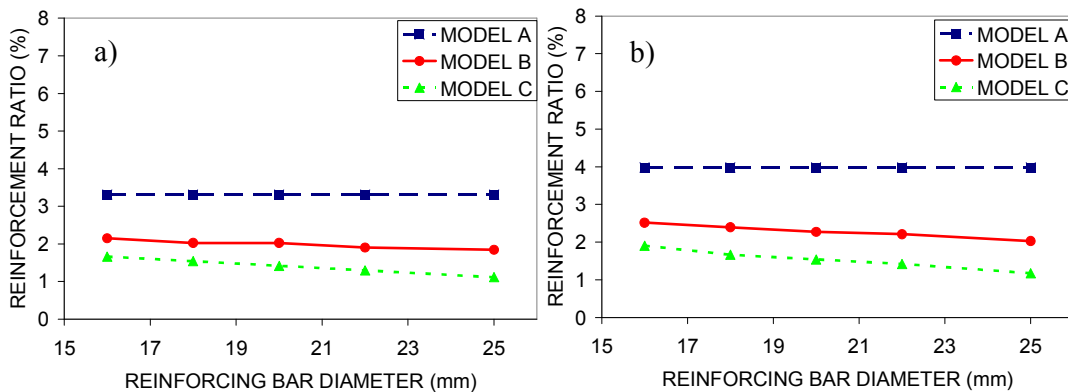 a)
MODEL A
MODEL B
MODEL C
REINFORCEMENT RATIO (%)
8
7
6
5
4
3
2
1
0
15 17 19 21 23 25
REINFORCING BAR DIAMETER (mm)
b)
MODEL A
MODEL B
MODEL C
REINFORCEMENT RATIO (%)
8
7
6
5
4
3
2
1
0
15 17 19 21 23 25
REINFORCING BAR DIAMETER (mm)